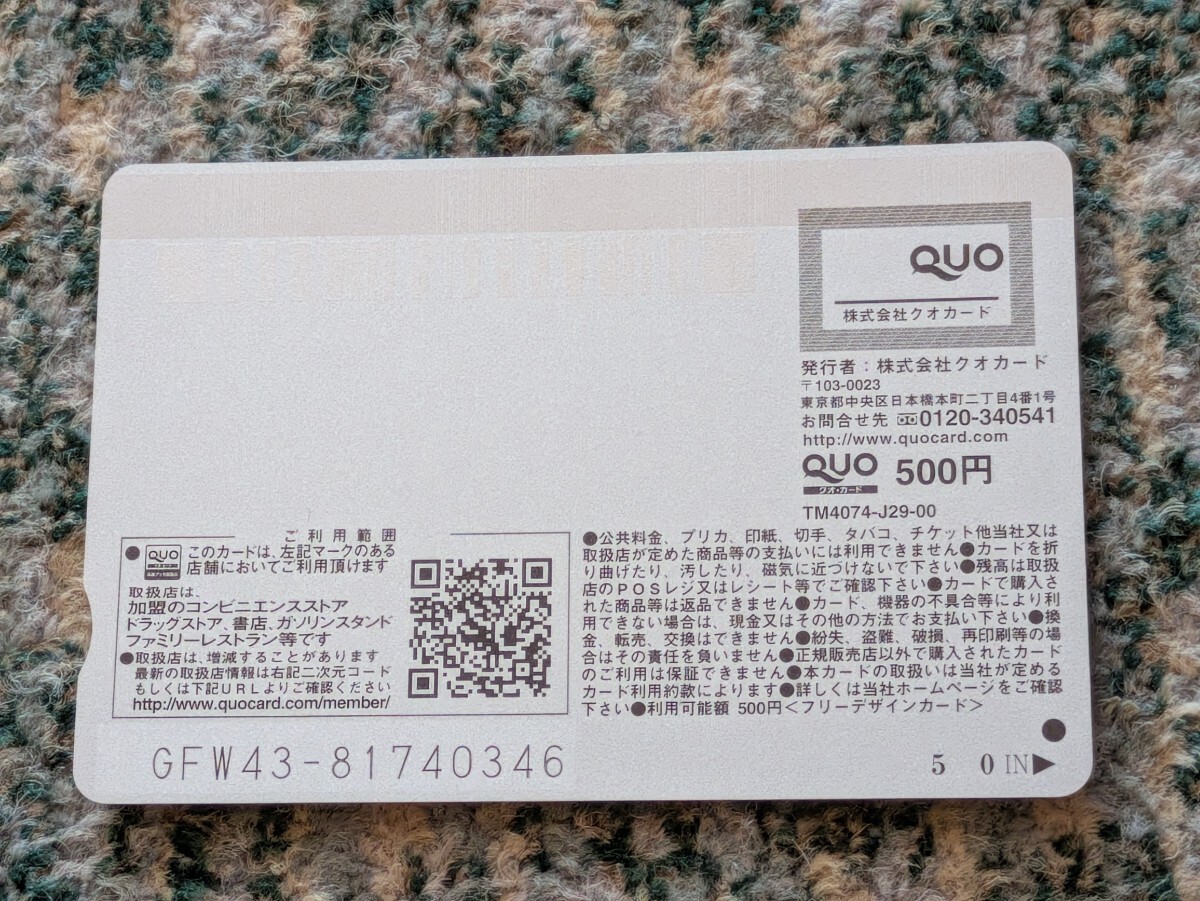 QUO
株式会社クオカード
発行者：株式会社クオカード
〒103-0023
東京都中央区日本橋本町二丁目4番1号
お問合せ先 0120-340541
http://www.quocard.com
QUO 500円
クオ・カード
TM4074-J29-00
ご利用範囲
●QUO このカードは、左記マークのある
店舗においてご利用頂けます
取扱店は、
加盟のコンビニエンスストア
ドラッグストア、書店、ガソリンスタンド
ファミリーレストラン等です
●取扱店は、増減することがあります
最新の取扱店情報は右記二次元コード
もしくは下記URLよりご確認ください
http://www.quocard.com/member/
●公共料金、プリカ、印紙、切手、タバコ、チケット他当社又は
取扱店が定めた商品等の支払いには利用できません●カードを折
り曲げたり、汚したり、磁気に近づけないで下さい●残高は取扱
店のPOSレジ又はレシート等でご確認下さい●カードで購入さ
れた商品等は返品できません●カード、機器の不具合等により利
用できない場合は、現金又はその他の方法でお支払い下さい●換
金、転売、交換はできません●紛失、盗難、破損、再印刷等の場
合はその責任を負いません●正規販売店以外で購入されたカード
のご利用は保証できません●本カードの取扱いは当社が定める
カード利用約款によります●詳しくは当社ホームページをご確認
下さい●利用可能額 500円＜フリーデザインカード＞
GFW43-81740346
5 0 IN▶